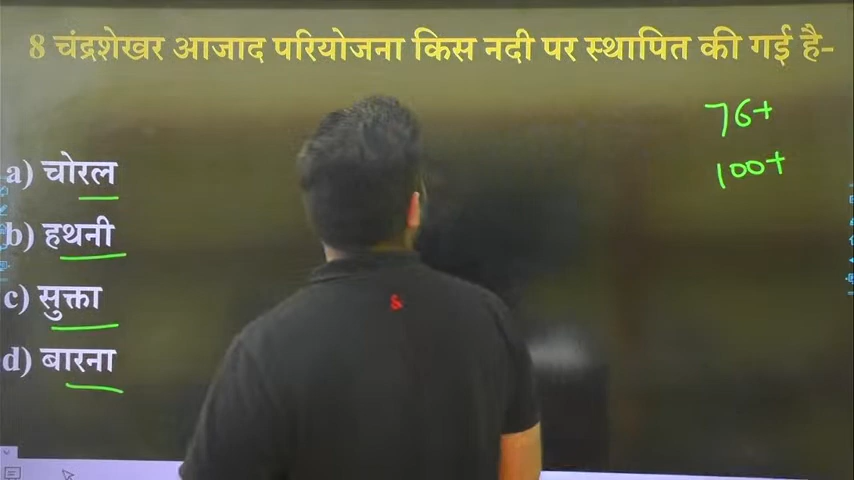 8 चंद्रशेखर आजाद परियोजना किस नदी पर स्थापित की गई है-
76+
100+
a) चोरल
b) हथनी
c) सुक्ता
d) बारना